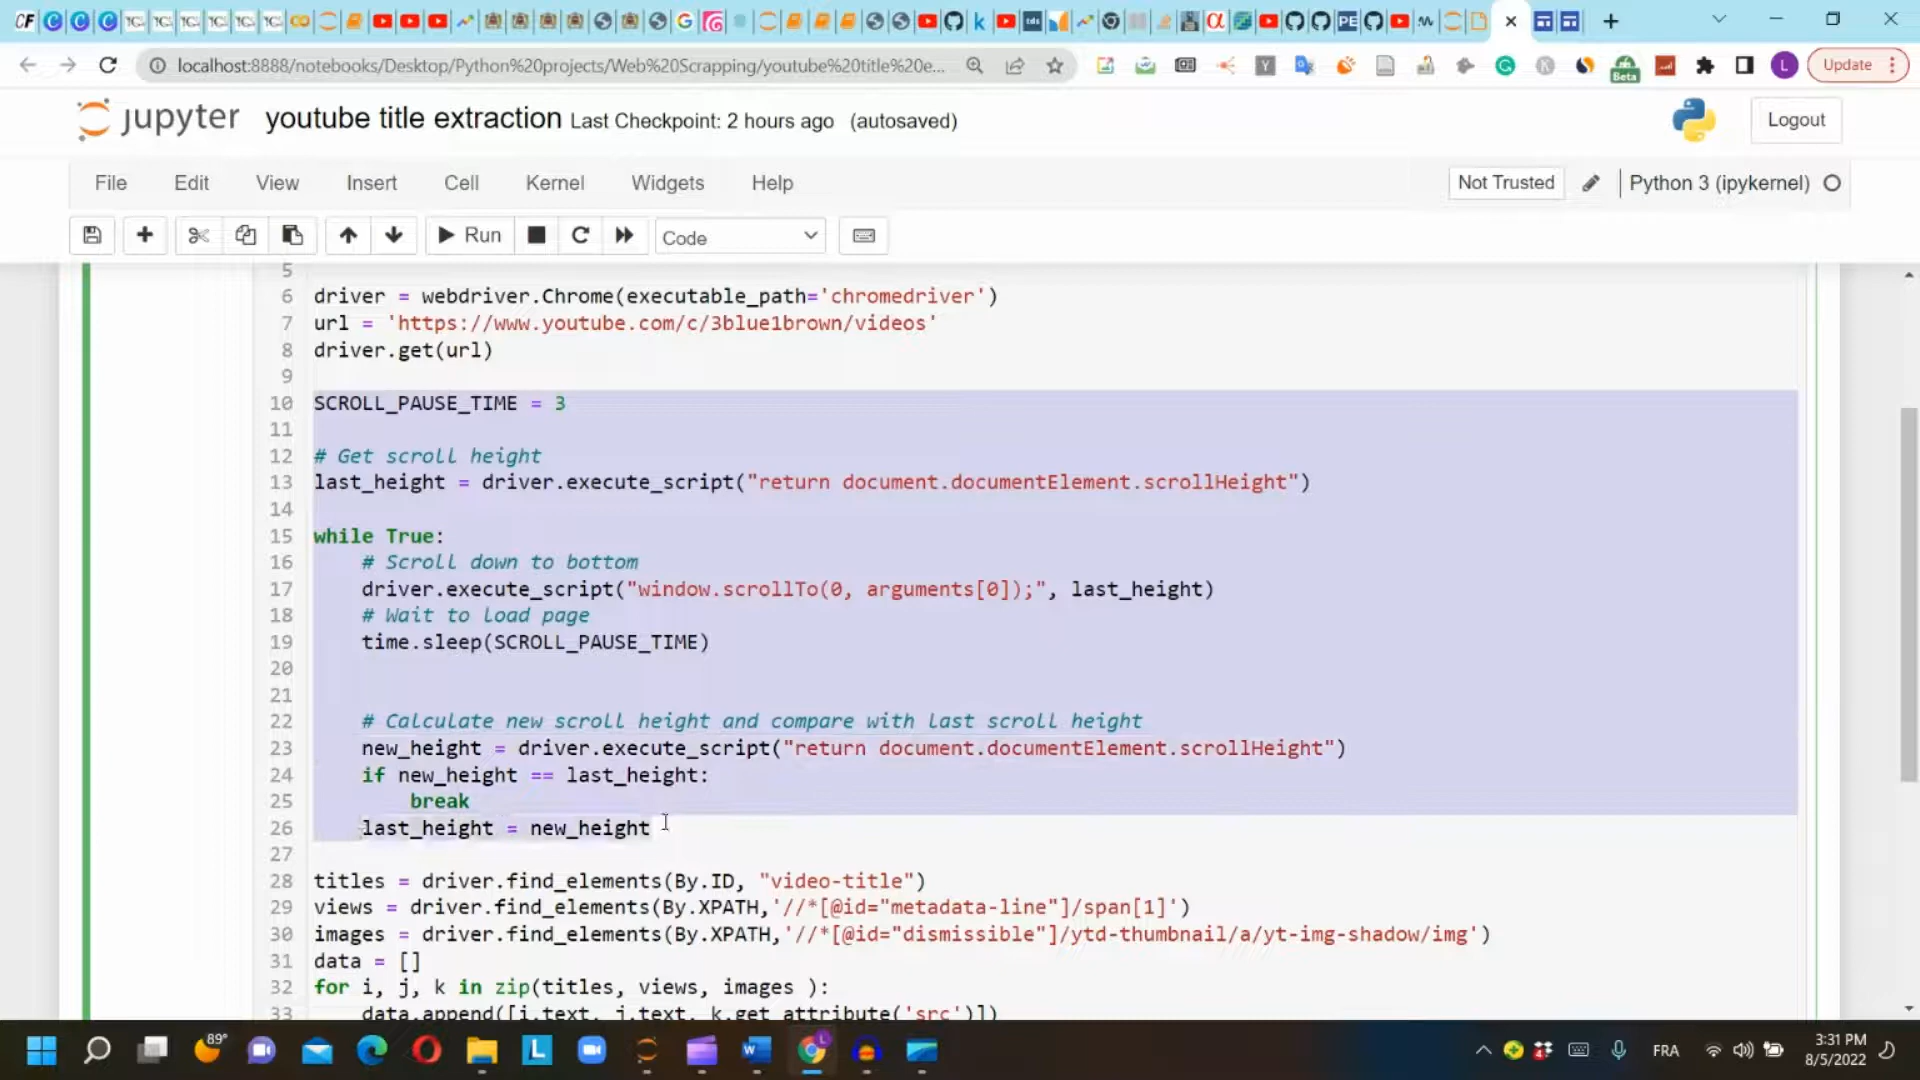 localhost:8888/notebooks/Desktop/Python%20projects/Web%20Scrapping/youtube%20title%20e...
Update
jupyter youtube title extraction Last Checkpoint: 2 hours ago (autosaved)
Logout
File Edit View Insert Cell Kernel Widgets Help
Not Trusted Python 3 (ipykernel)
Run Code
5
6 driver = webdriver.Chrome(executable_path='chromedriver')
7 url = 'https://www.youtube.com/c/3blue1brown/videos'
8 driver.get(url)
9
10 SCROLL_PAUSE_TIME = 3
11
12 # Get scroll height
13 last_height = driver.execute_script("return document.documentElement.scrollHeight")
14
15 while True:
16     # Scroll down to bottom
17     driver.execute_script("window.scrollTo(0, arguments[0]);", last_height)
18     # Wait to load page
19     time.sleep(SCROLL_PAUSE_TIME)
20
21
22     # Calculate new scroll height and compare with last scroll height
23     new_height = driver.execute_script("return document.documentElement.scrollHeight")
24     if new_height == last_height:
25         break
26     last_height = new_height
27
28 titles = driver.find_elements(By.ID, "video-title")
29 views = driver.find_elements(By.XPATH,'//*[@id="metadata-line"]/span[1]')
30 images = driver.find_elements(By.XPATH,'//*[@id="dismissible"]/ytd-thumbnail/a/yt-img-shadow/img')
31 data = []
32 for i, j, k in zip(titles, views, images ):
33     data.append([i.text, j.text, k.get_attribute('src')])
89°
FRA
3:31 PM
8/5/2022